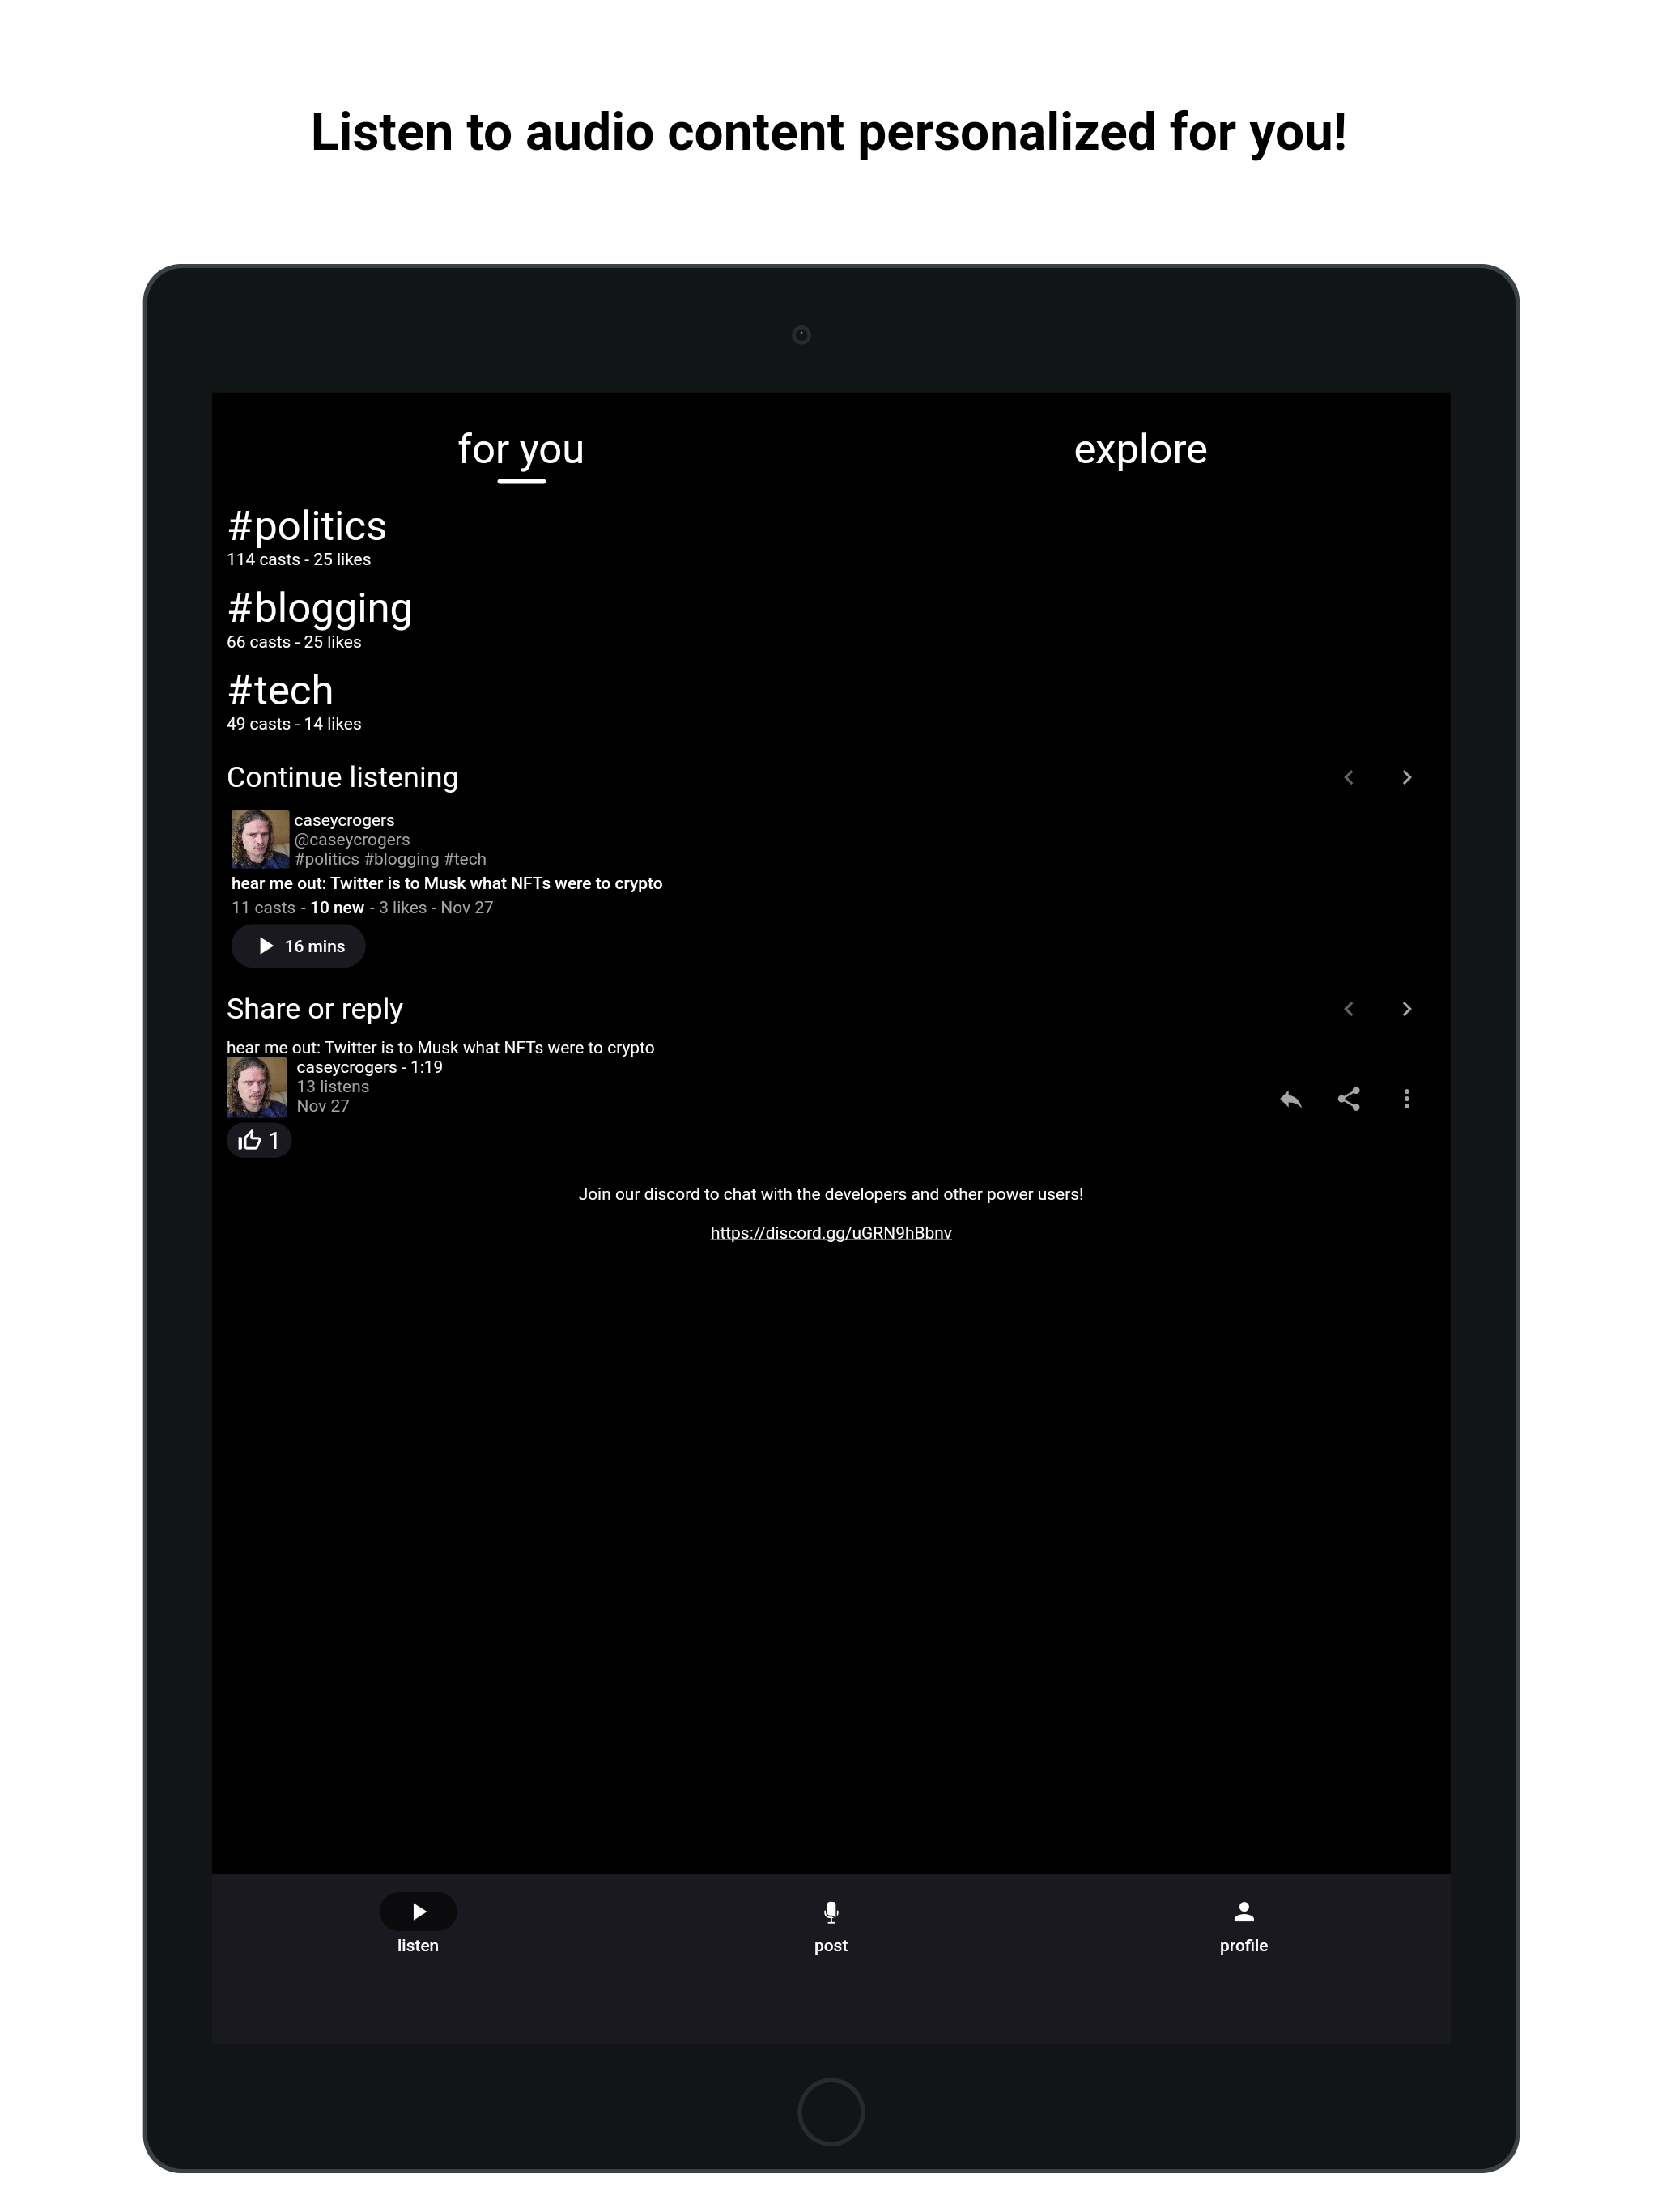 Listen to audio content personalized for you!
for you
explore
#politics
114 casts - 25 likes
#blogging
66 casts - 25 likes
#tech
49 casts - 14 likes
Continue listening
caseycrogers
@caseycrogers
#politics #blogging #tech
hear me out: Twitter is to Musk what NFTs were to crypto
11 casts - 10 new - 3 likes - Nov 27
16 mins
Share or reply
hear me out: Twitter is to Musk what NFTs were to crypto
caseycrogers - 1:19
13 listens
Nov 27
1
Join our discord to chat with the developers and other power users!
https://discord.gg/uGRN9hBbnv
listen
post
profile